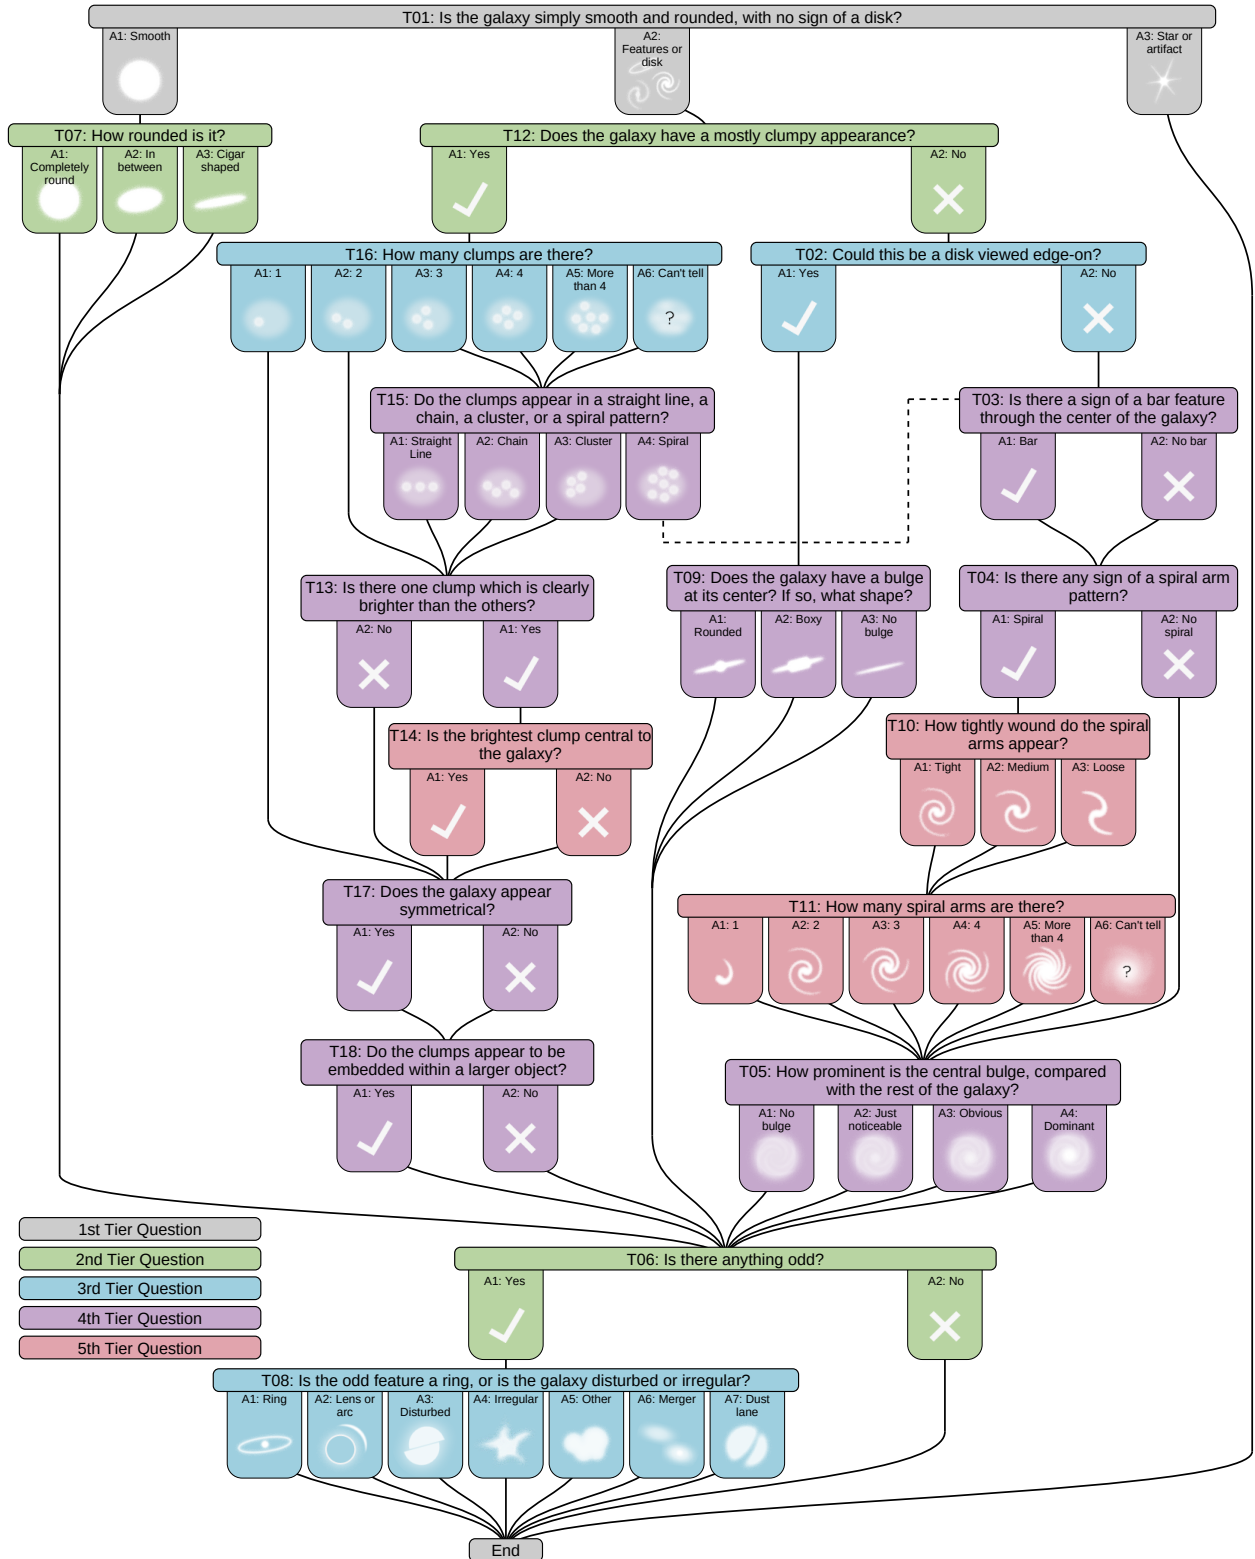 T01: Is the galaxy simply smooth and rounded, with no sign of a disk?
A1: Smooth
A2:
Features or
disk
A3: Star or
artifact
T07: How rounded is it?
A1:
Completely
round
A2: In
between
A3: Cigar
shaped
T12: Does the galaxy have a mostly clumpy appearance?
A1: Yes
A2: No
T16: How many clumps are there?
A1: 1
A2: 2
A3: 3
A4: 4
A5: More
than 4
A6: Can't tell
?
T02: Could this be a disk viewed edge-on?
A1: Yes
A2: No
T15: Do the clumps appear in a straight line, a
chain, a cluster, or a spiral pattern?
A1: Straight
Line
A2: Chain
A3: Cluster
A4: Spiral
T03: Is there a sign of a bar feature
through the center of the galaxy?
A1: Bar
A2: No bar
T13: Is there one clump which is clearly
brighter than the others?
A2: No
A1: Yes
T09: Does the galaxy have a bulge
at its center? If so, what shape?
A1:
Rounded
A2: Boxy
A3: No
bulge
T04: Is there any sign of a spiral arm
pattern?
A1: Spiral
A2: No
spiral
T14: Is the brightest clump central to
the galaxy?
A1: Yes
A2: No
T10: How tightly wound do the spiral
arms appear?
A1: Tight
A2: Medium
A3: Loose
T17: Does the galaxy appear
symmetrical?
A1: Yes
A2: No
T11: How many spiral arms are there?
A1: 1
A2: 2
A3: 3
A4: 4
A5: More
than 4
A6: Can't tell
?
T18: Do the clumps appear to be
embedded within a larger object?
A1: Yes
A2: No
T05: How prominent is the central bulge, compared
with the rest of the galaxy?
A1: No
bulge
A2: Just
noticeable
A3: Obvious
A4:
Dominant
1st Tier Question
2nd Tier Question
3rd Tier Question
4th Tier Question
5th Tier Question
T06: Is there anything odd?
A1: Yes
A2: No
T08: Is the odd feature a ring, or is the galaxy disturbed or irregular?
A1: Ring
A2: Lens or
arc
A3:
Disturbed
A4: Irregular
A5: Other
A6: Merger
A7: Dust
lane
End